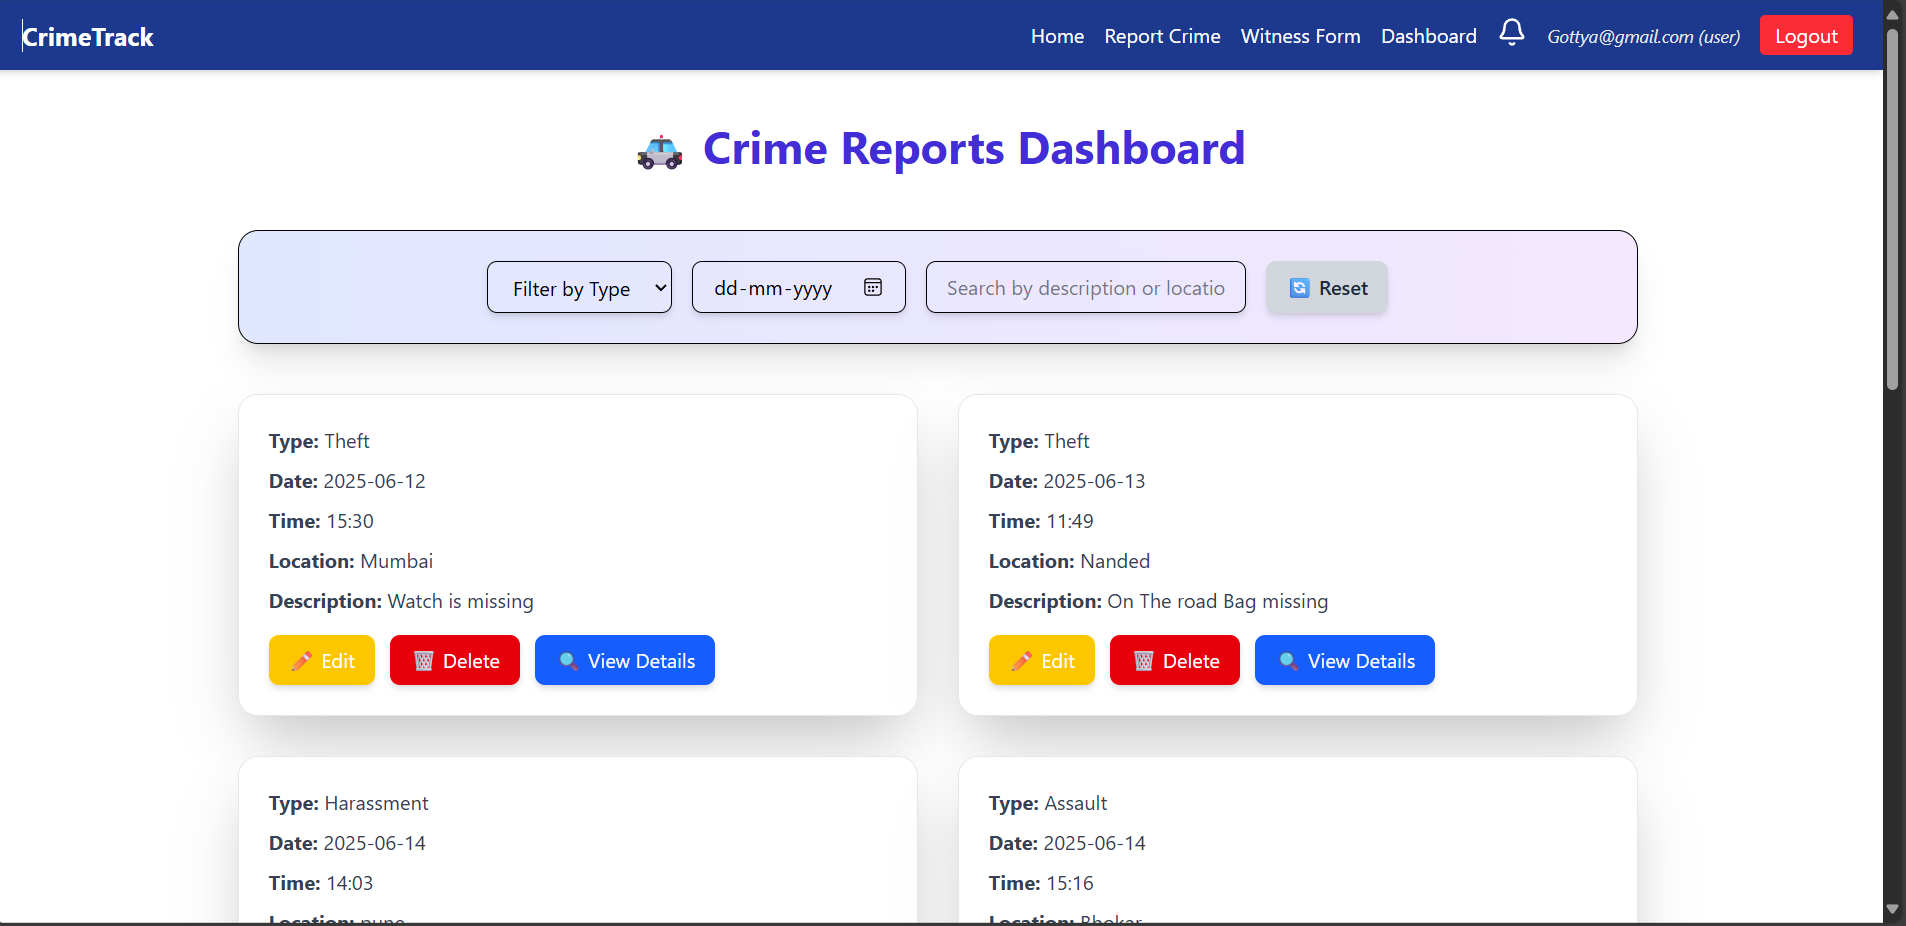 CrimeTrack
Home Report Crime Witness Form Dashboard Gottya@gmail.com (user) Logout
Crime Reports Dashboard
Filter by Type dd-mm-yyyy Search by description or locatio Reset
Type: Theft
Date: 2025-06-12
Time: 15:30
Location: Mumbai
Description: Watch is missing
Edit Delete View Details
Type: Theft
Date: 2025-06-13
Time: 11:49
Location: Nanded
Description: On The road Bag missing
Edit Delete View Details
Type: Harassment
Date: 2025-06-14
Time: 14:03
Location: pune
Type: Assault
Date: 2025-06-14
Time: 15:16
Location: Bhokar